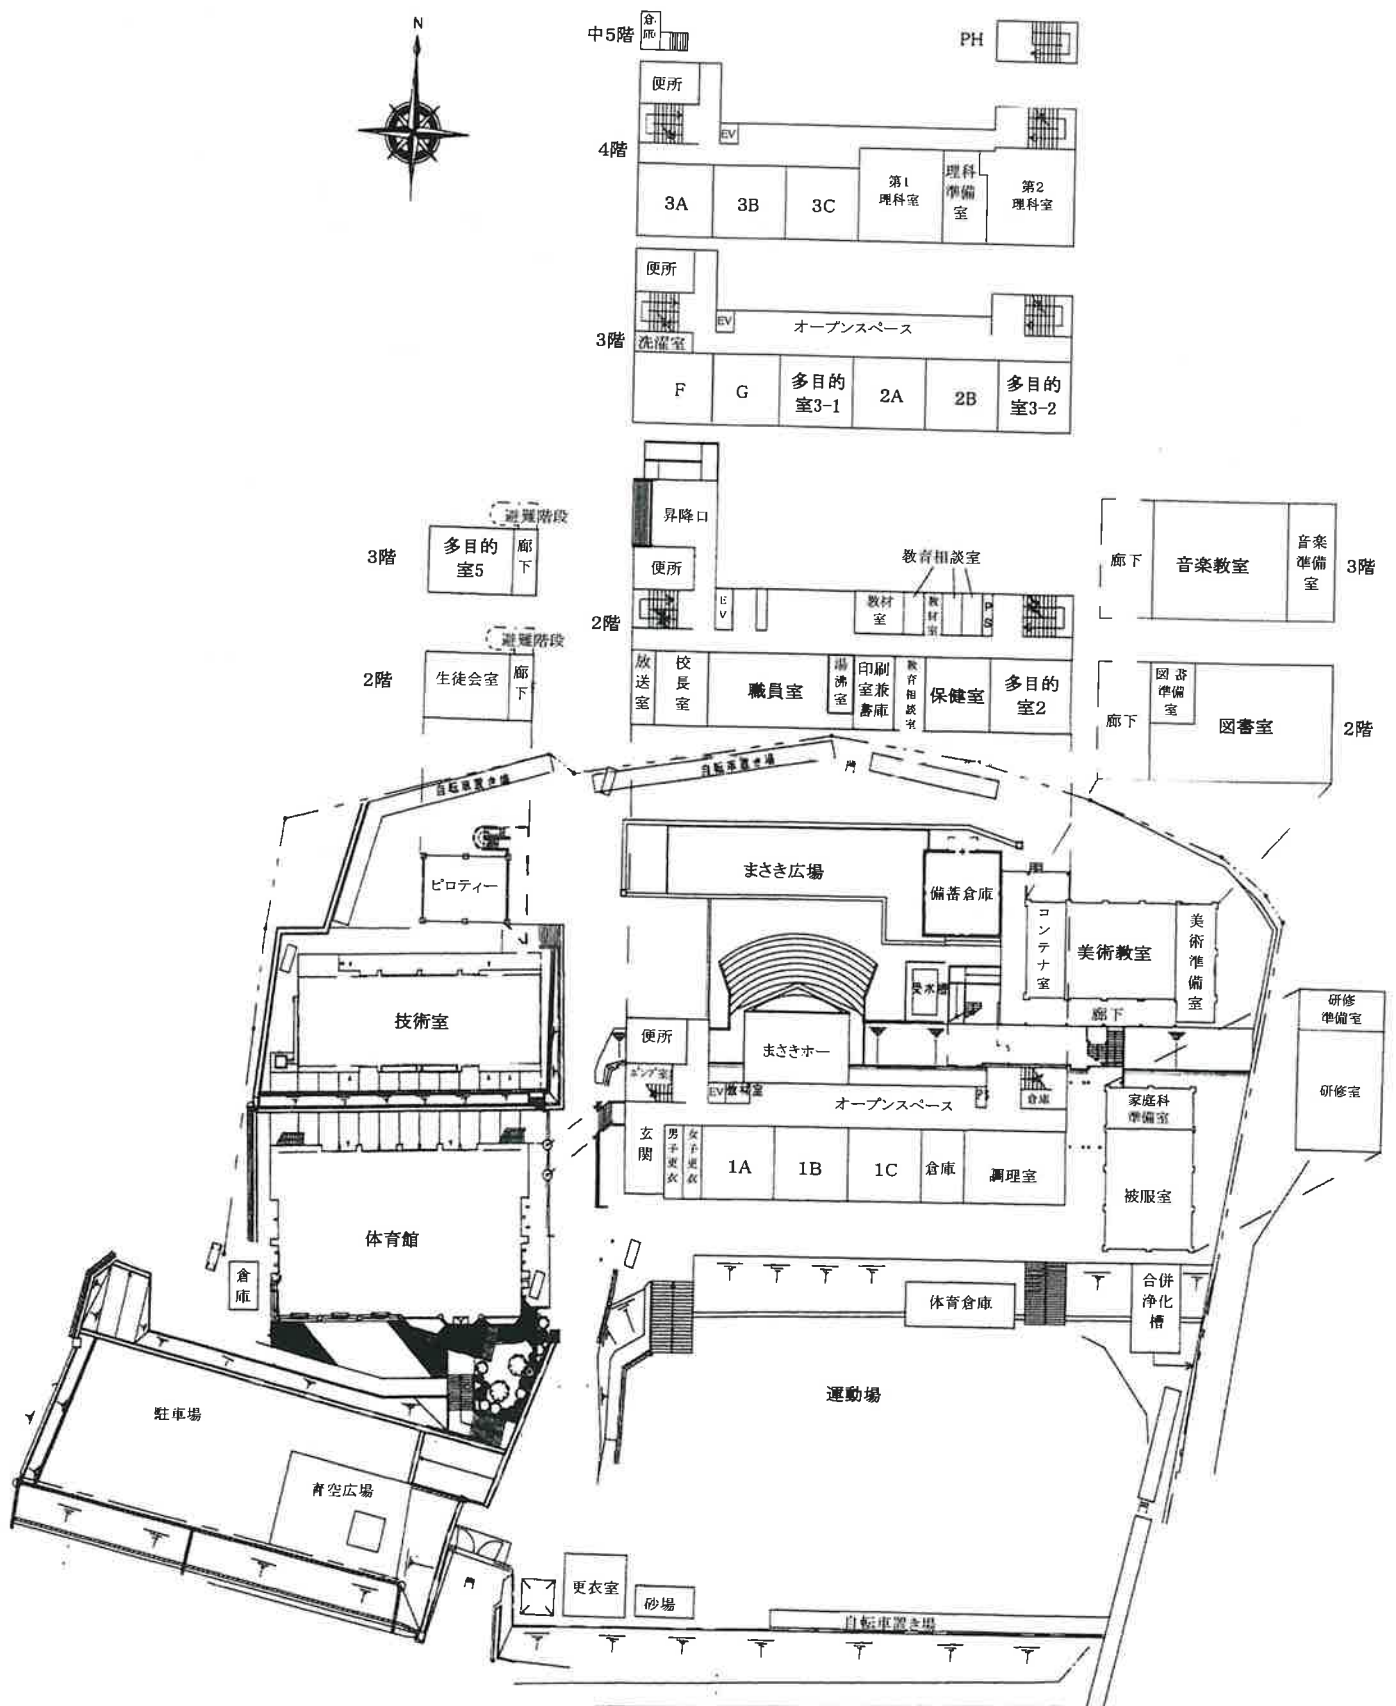 N
中5階
倉庫
PH
便所
4階
EV
3A
3B
3C
第1
理科室
理科
準備
室
第2
理科室
便所
3階
EV
オープンスペース
洗濯室
F
G
多目的
室3-1
2A
2B
多目的
室3-2
昇降口
便所
2階
EV
教育相談室
教材
室
教材室
PS
放送室
校長室
職員室
湯沸室
印刷
室兼
書庫
教育相談室
保健室
多目的
室2
避難階段
3階
多目的
室5
廊下
避難階段
2階
生徒会室
廊下
廊下
音楽教室
音楽
準備
室
3階
廊下
図書
準備
室
図書室
2階
自転車置き場
自転車置き場
門
ピロティー
まさき広場
備蓄倉庫
門
コンテナ室
美術教室
美術準備室
廊下
受水槽
技術室
便所
まさきホー
ポンプ室
EV
教材室
オープンスペース
PS
倉庫
家庭科
準備室
研修
準備室
研修室
玄関
男子更衣
女子更衣
1A
1B
1C
倉庫
調理室
被服室
体育館
倉庫
体育倉庫
合併
浄化
槽
運動場
駐車場
青空広場
門
門
更衣室
砂場
自転車置き場